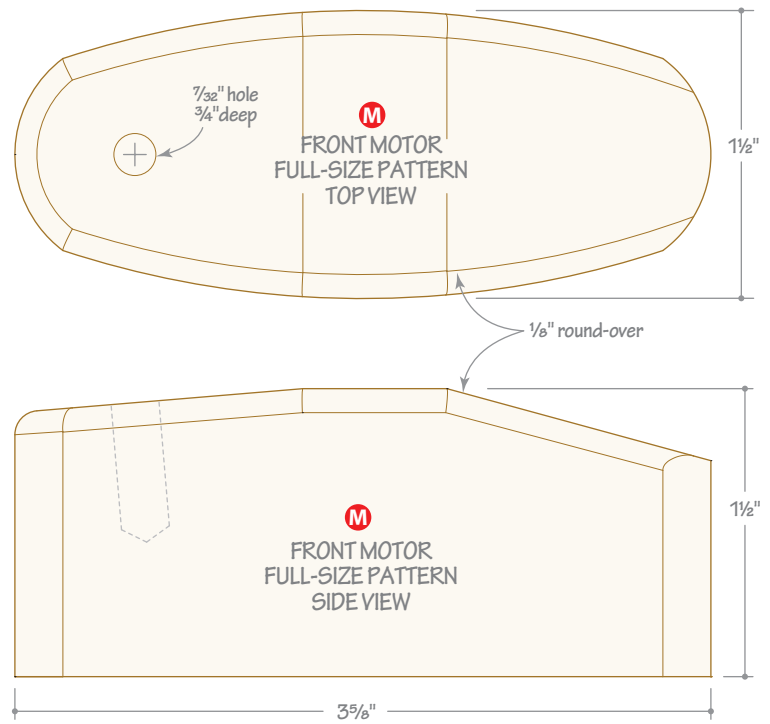 7/32" hole
3/4" deep
M
FRONT MOTOR
FULL-SIZE PATTERN
TOP VIEW
1½"
1/8" round-over
M
FRONT MOTOR
FULL-SIZE PATTERN
SIDE VIEW
1½"
3⅝"